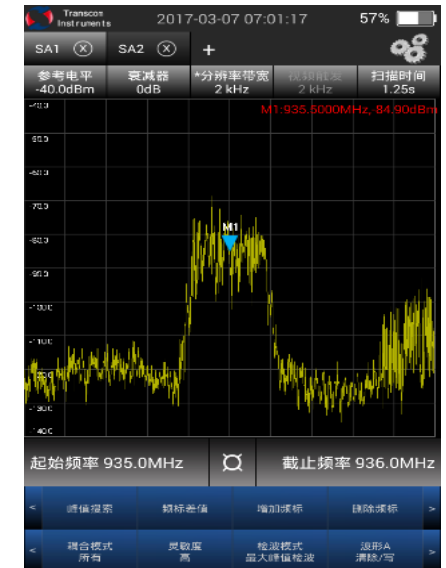 Transcom
Instruments
2017-03-07 07:01:17
57%
SA1
SA2
+
参考电平
-40.0dBm
衰减器
0dB
*分辨率带宽
2 kHz
视频触发
2 kHz
扫描时间
1.25s
M1:935.5000MHz,-84.90dBm
M1
起始频率 935.0MHz
截止频率 936.0MHz
<
峰值搜索
频标差值
增加频标
删除频标
>
<
耦合模式
所有
灵敏度
高
检波模式
最大峰值检波
波形A
清除/写
>